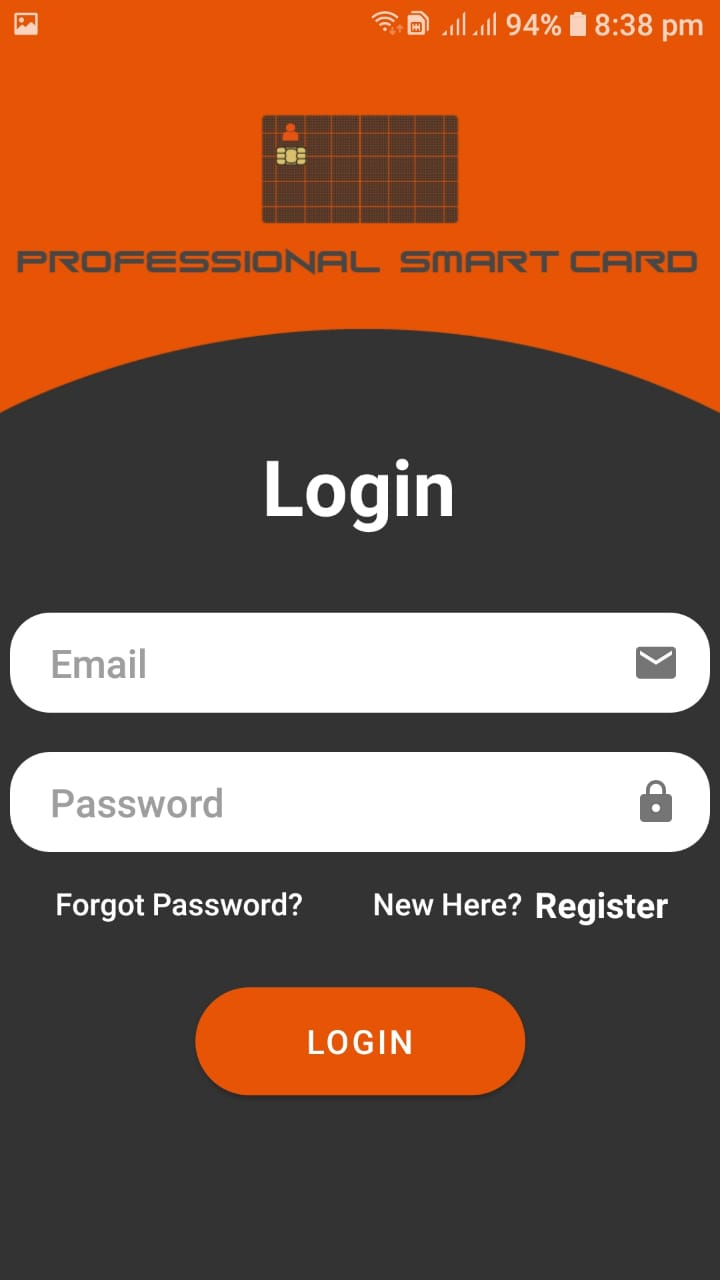 94% 8:38 pm
PROFESSIONAL SMART CARD
Login
Email
Password
Forgot Password? New Here? Register
LOGIN